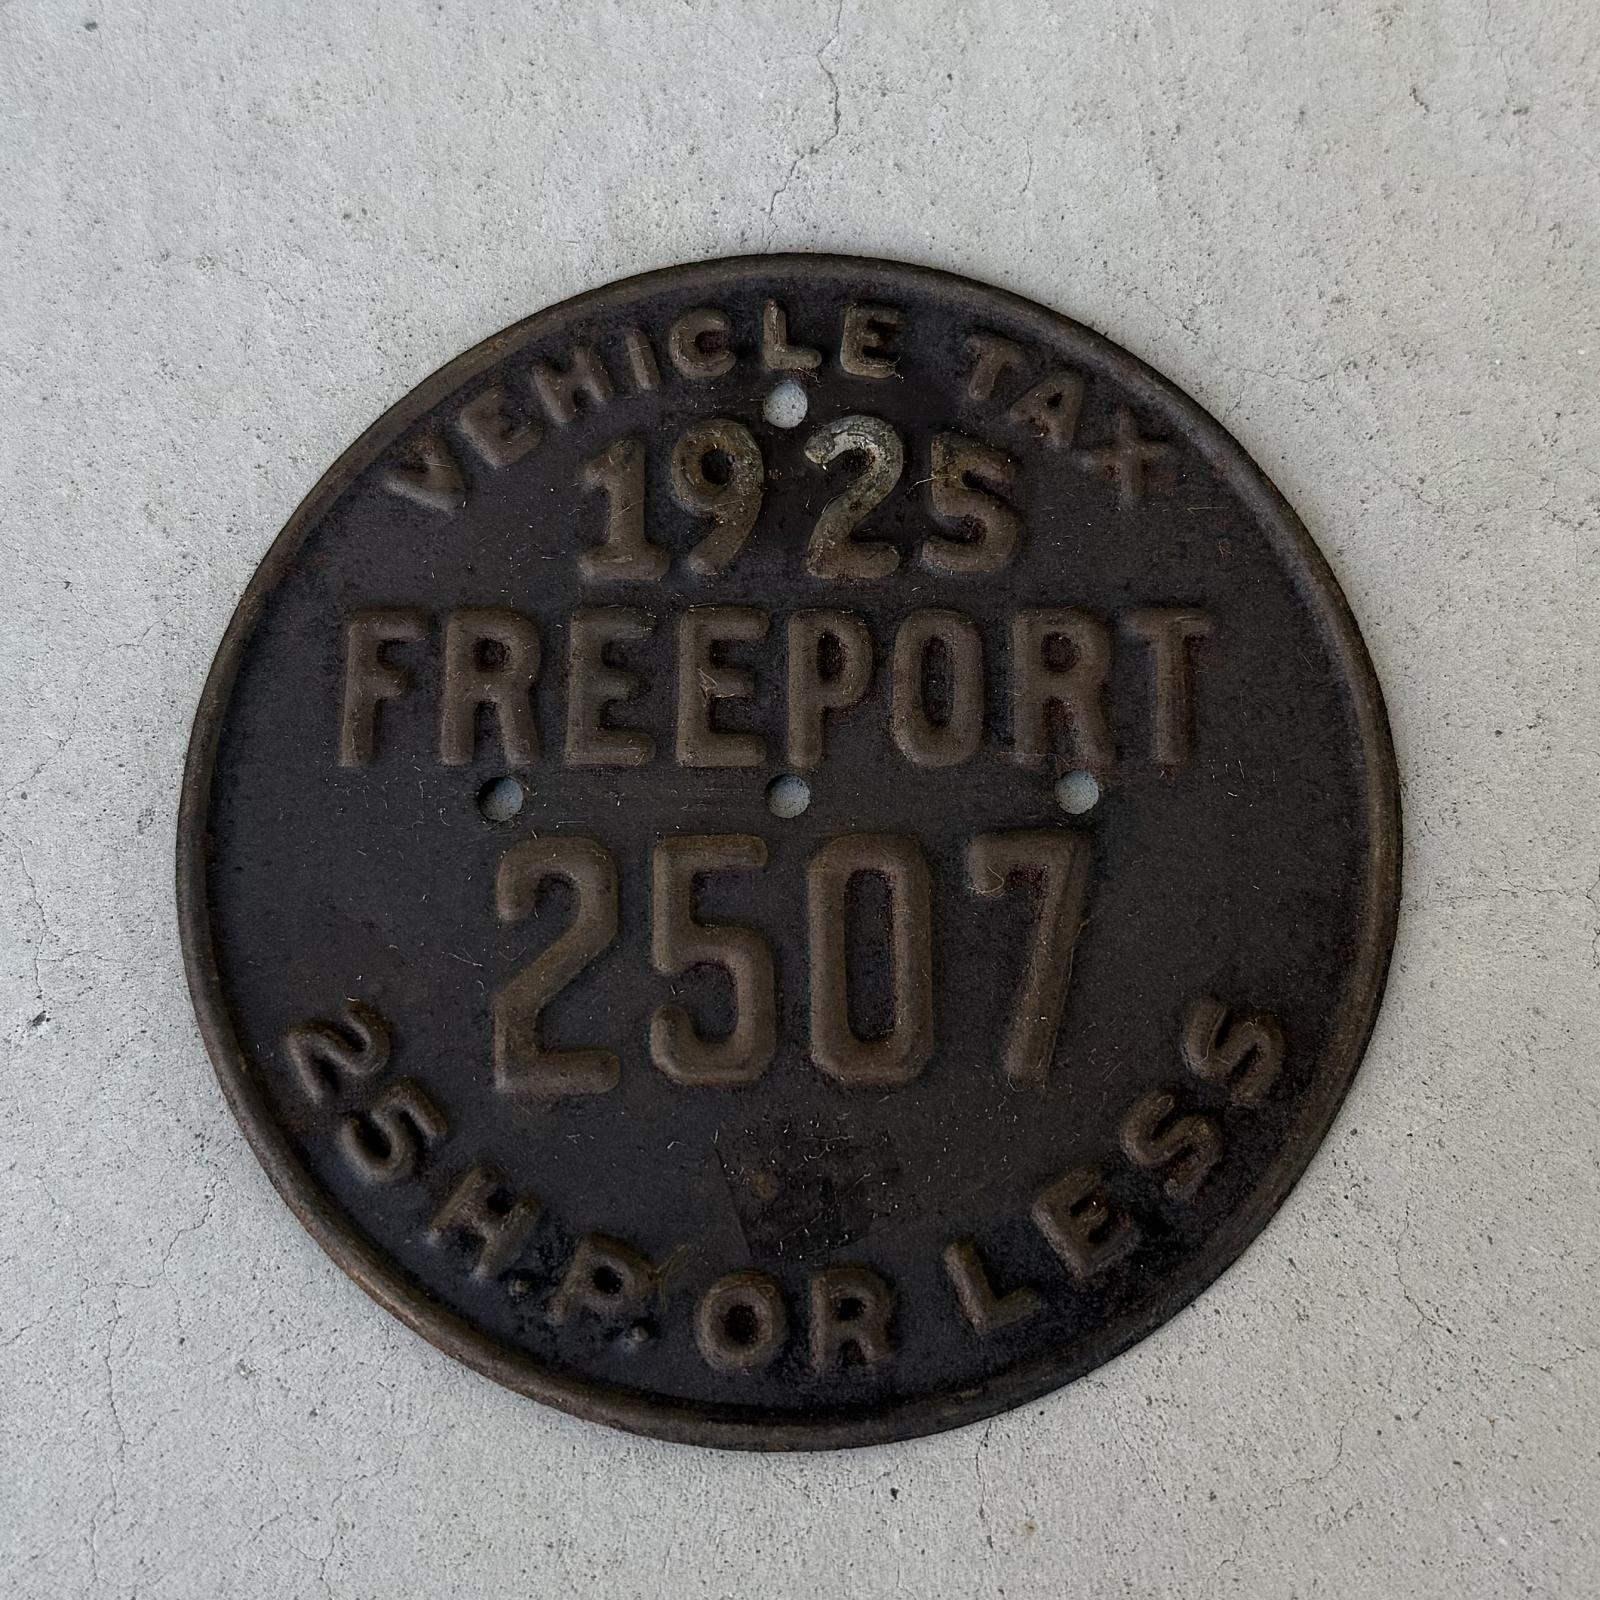 VEHICLE TAX
1925
FREEPORT
2507
25 H.P. OR LESS